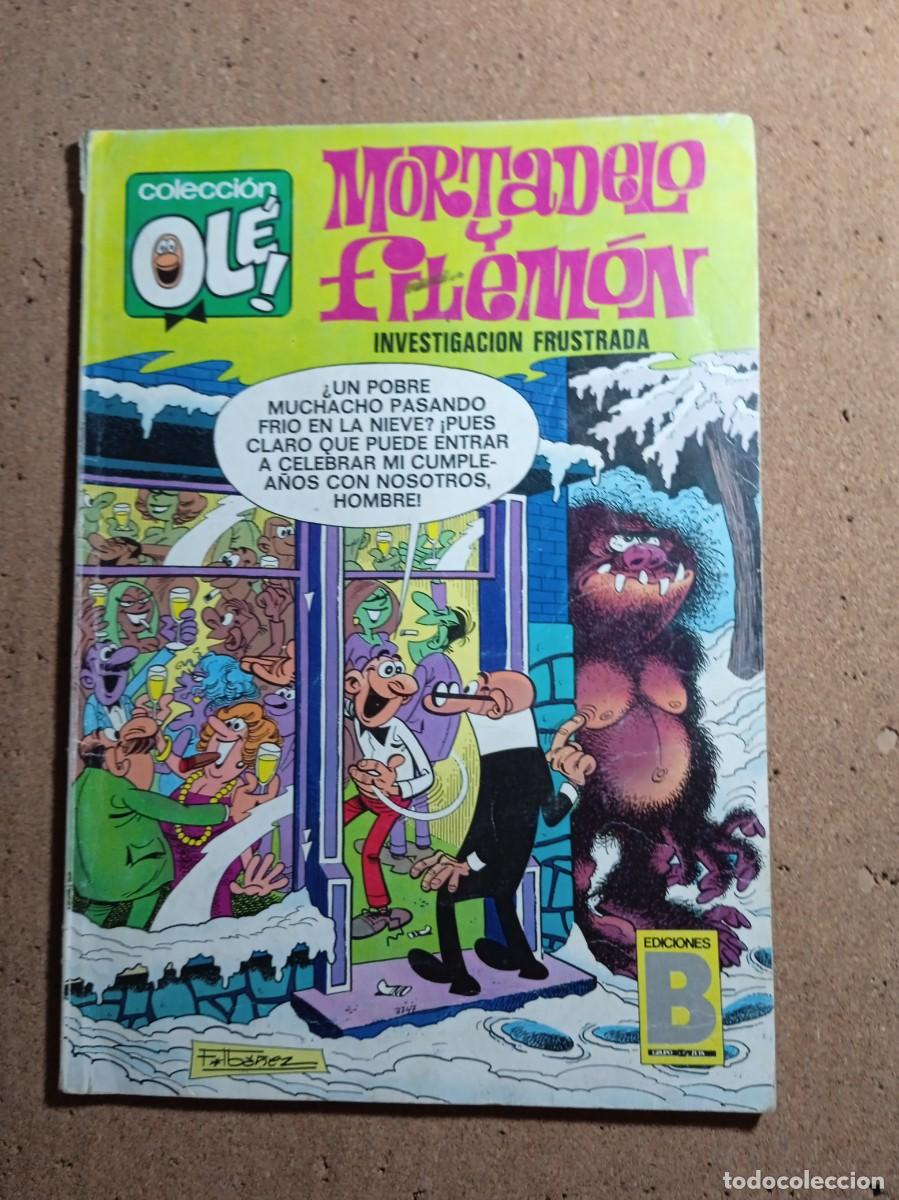 colección
OLÉ!
MORTADELO
Y
FILEMÓN
INVESTIGACION FRUSTRADA
¿UN POBRE
MUCHACHO PASANDO
FRIO EN LA NIEVE? ¡PUES
CLARO QUE PUEDE ENTRAR
A CELEBRAR MI CUMPLE-
AÑOS CON NOSOTROS,
HOMBRE!
EDICIONES
B
F. Ibáñez
todocoleccion